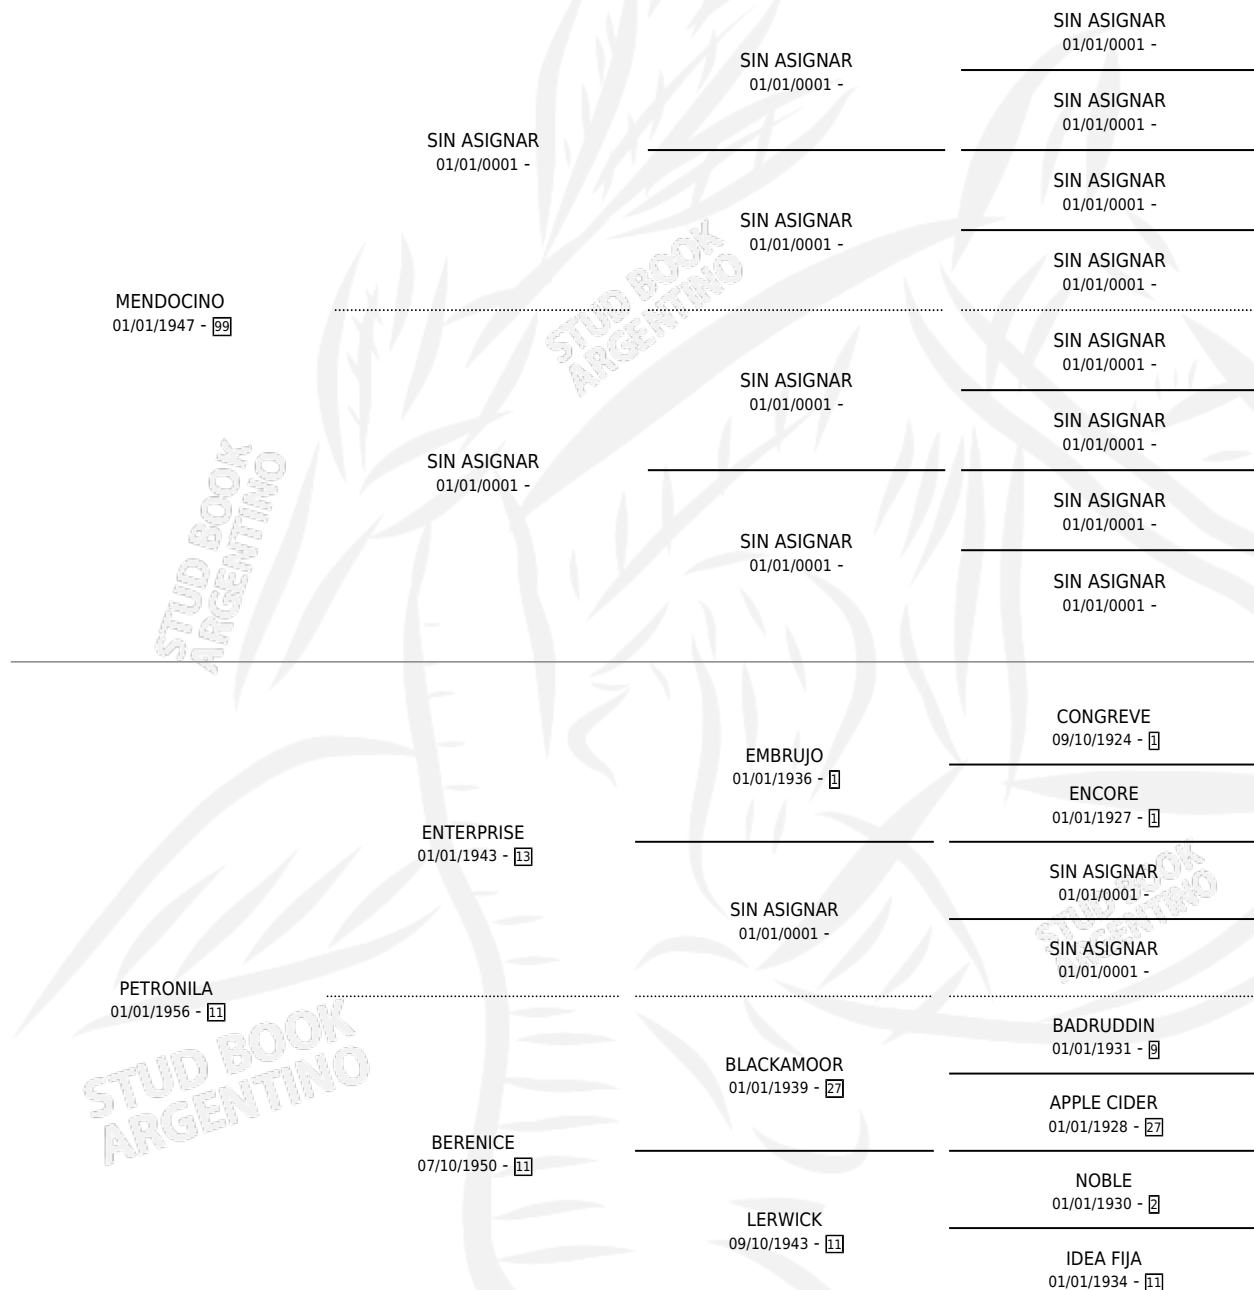 SIN ASIGNAR
01/01/0001 -
SIN ASIGNAR
01/01/0001 -
SIN ASIGNAR
01/01/0001 -
SIN ASIGNAR
01/01/0001 -
SIN ASIGNAR
01/01/0001 -
SIN ASIGNAR
01/01/0001 -
STUD BOOK
ARGENTINO
SIN ASIGNAR
01/01/0001 -
MENDOCINO
01/01/1947 - 99
SIN ASIGNAR
01/01/0001 -
SIN ASIGNAR
01/01/0001 -
SIN ASIGNAR
01/01/0001 -
SIN ASIGNAR
01/01/0001 -
STUD BOOK
ARGENTINO
SIN ASIGNAR
01/01/0001 -
SIN ASIGNAR
01/01/0001 -
SIN ASIGNAR
01/01/0001 -
CONGREVE
09/10/1924 - 1
EMBRUJO
01/01/1936 - 1
ENCORE
01/01/1927 - 1
ENTERPRISE
01/01/1943 - 13
SIN ASIGNAR
01/01/0001 -
STUD BOOK
ARGENTINO
SIN ASIGNAR
01/01/0001 -
SIN ASIGNAR
01/01/0001 -
PETRONILA
01/01/1956 - 11
STUD BOOK
ARGENTINO
BADRUDDIN
01/01/1931 - 9
BLACKAMOOR
01/01/1939 - 27
APPLE CIDER
01/01/1928 - 27
BERENICE
07/10/1950 - 11
NOBLE
01/01/1930 - 2
LERWICK
09/10/1943 - 11
IDEA FIJA
01/01/1934 - 11